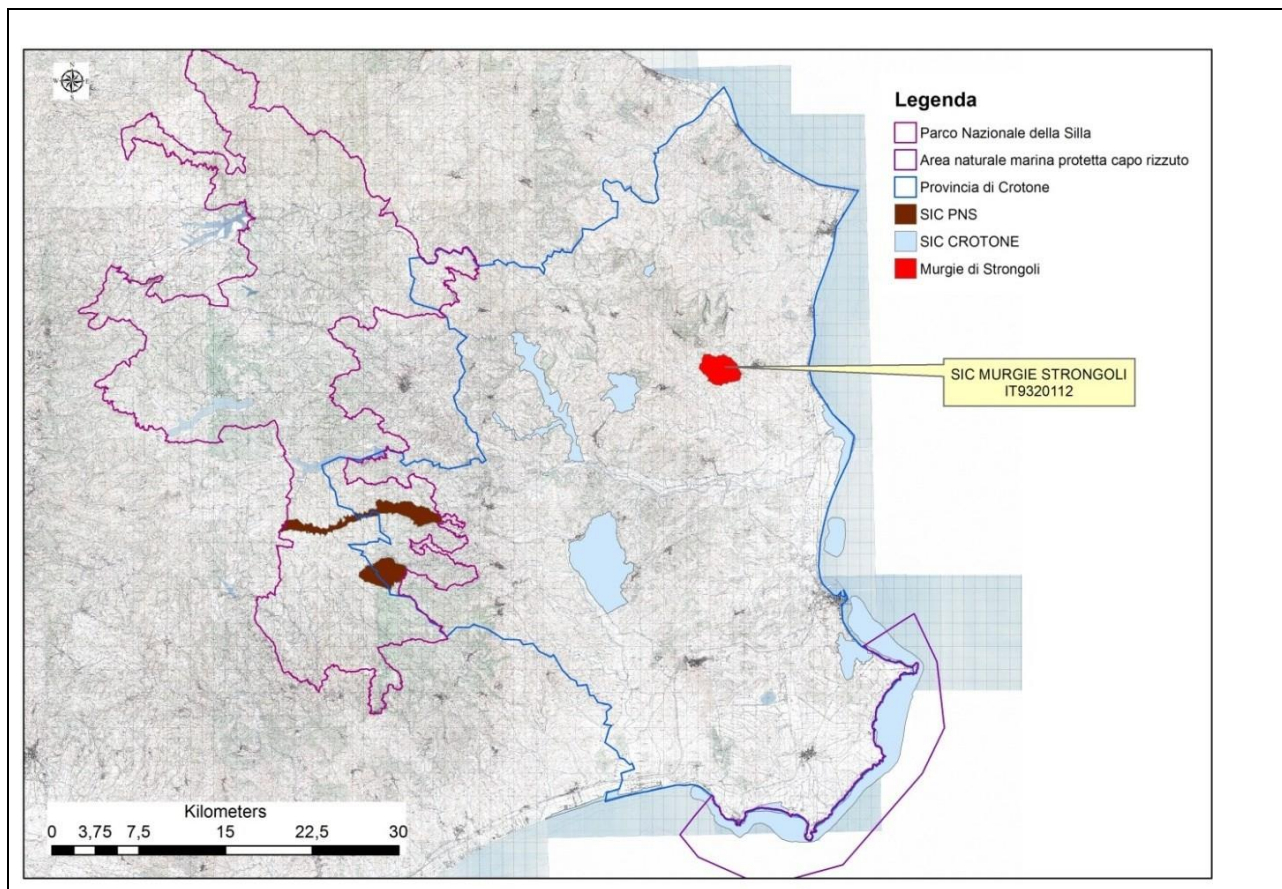 N
Legenda
Parco Nazionale della Silla
Area naturale marina protetta capo rizzuto
Provincia di Crotone
SIC PNS
SIC CROTONE
Murgie di Strongoli
SIC MURGIE STRONGOLI
IT9320112
Kilometers
0 3,75 7,5 15 22,5 30